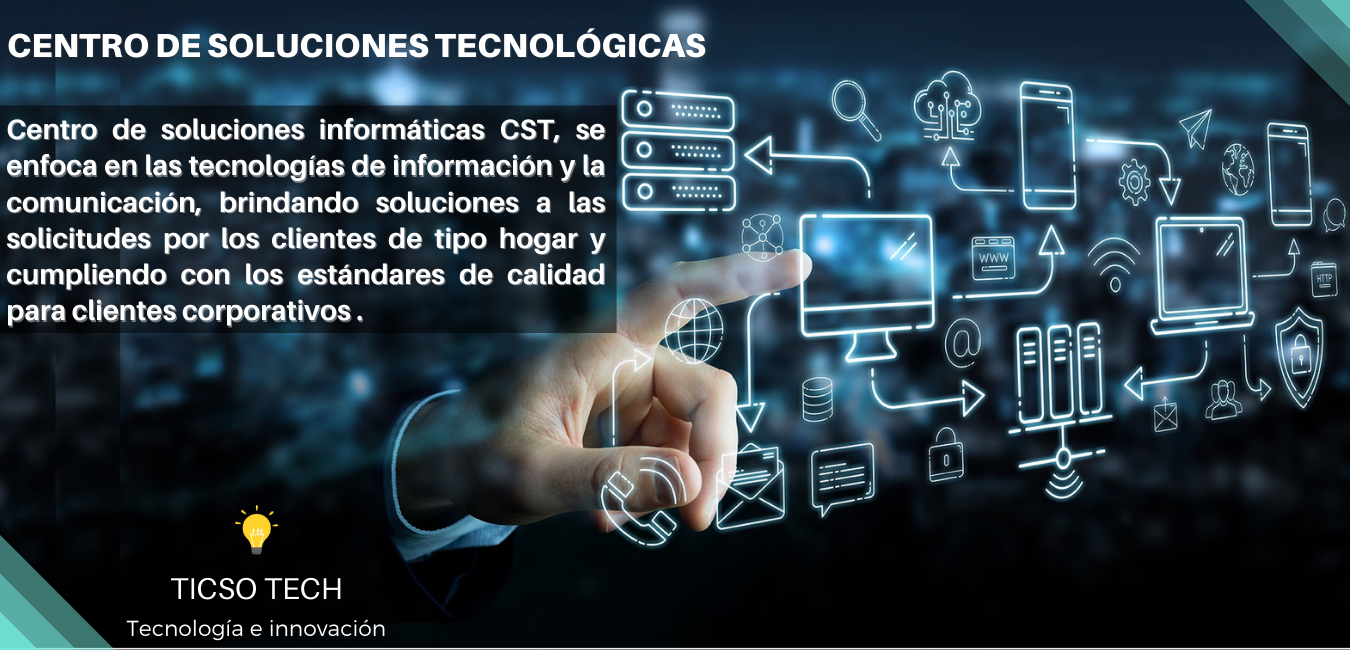 CENTRO DE SOLUCIONES TECNOLÓGICAS
Centro de soluciones informáticas CST, se
enfoca en las tecnologías de información y la
comunicación, brindando soluciones a las
solicitudes por los clientes de tipo hogar y
cumpliendo con los estándares de calidad
para clientes corporativos .
WWW
HTTP
@
TICSO TECH
Tecnología e innovación